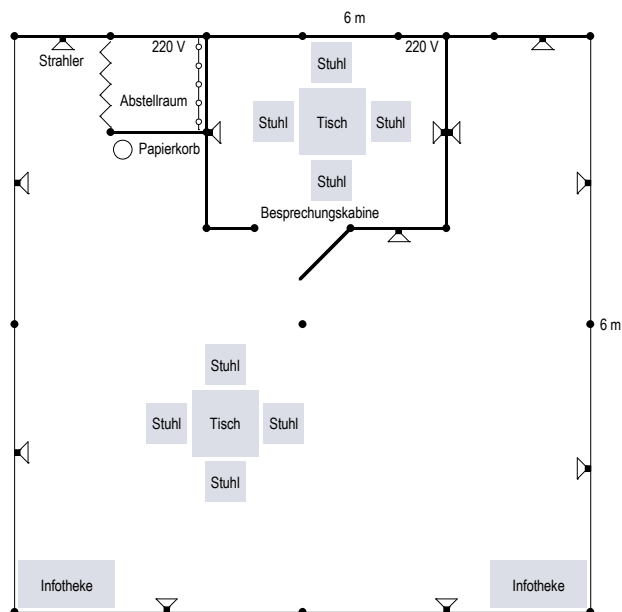 6 m
220 V
220 V
Strahler
Stuhl
Abstellraum
Stuhl
Tisch
Stuhl
Papierkorb
Stuhl
Besprechungskabine
6 m
Stuhl
Stuhl
Tisch
Stuhl
Stuhl
Infotheke
Infotheke